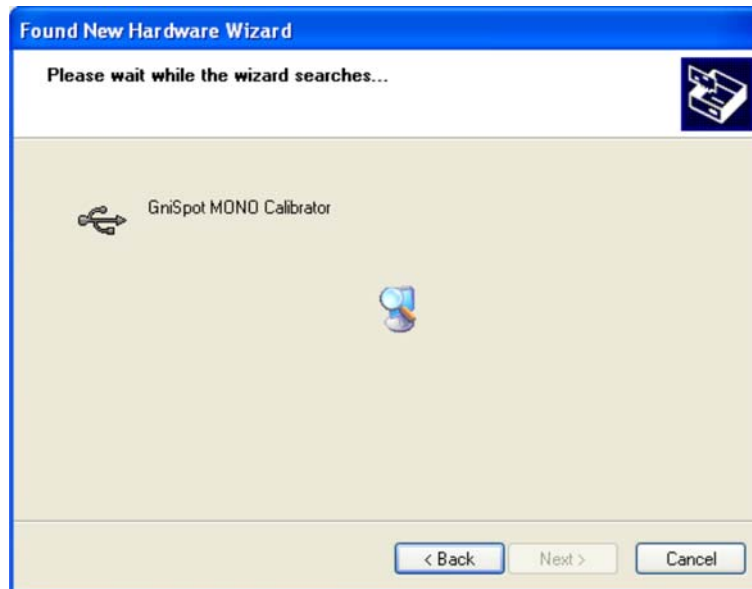 Found New Hardware Wizard
Please wait while the wizard searches...
GniSpot MONO Calibrator
< Back
Next >
Cancel